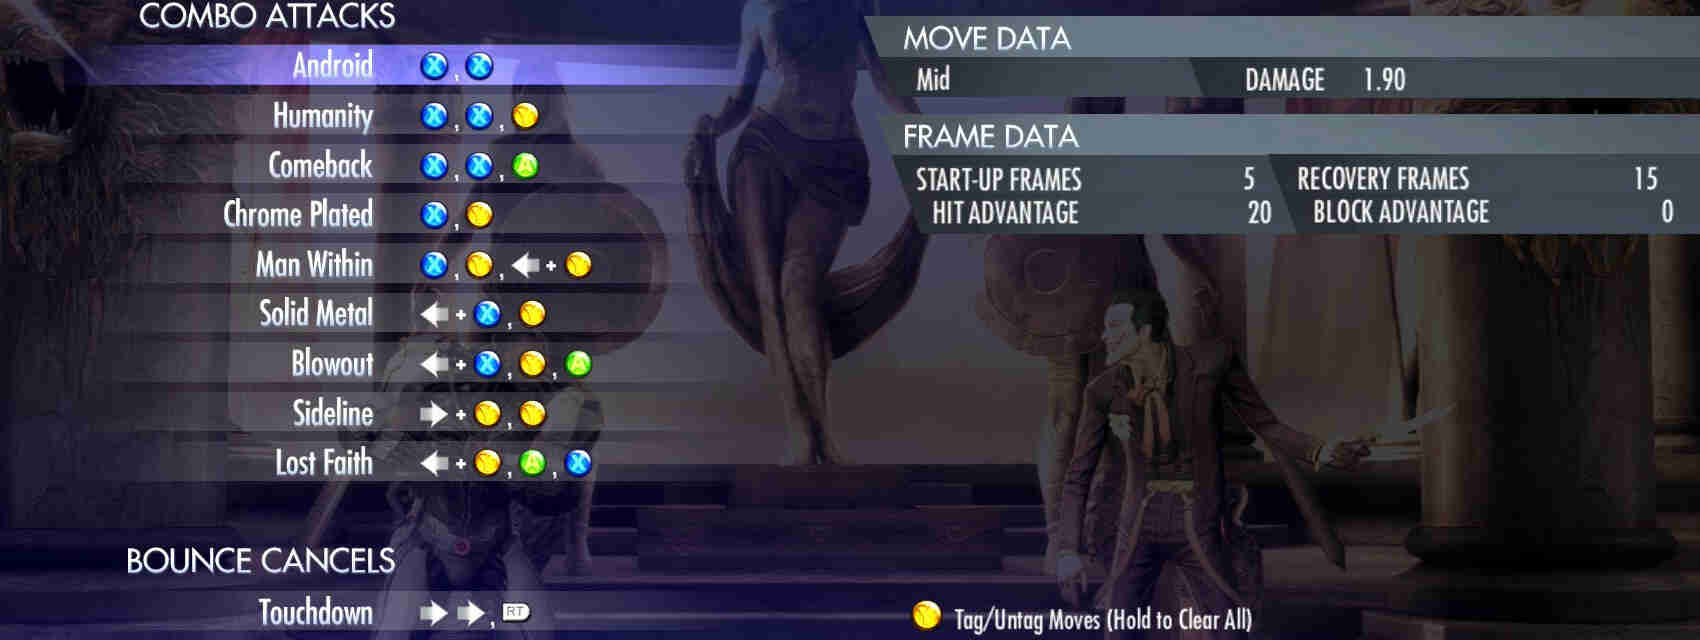 COMBO ATTACKS
Android X, X
Humanity X, X, Y
Comeback X, X, A
Chrome Plated X, Y
Man Within X, Y, + Y
Solid Metal + X, Y
Blowout + X, Y, A
Sideline + Y, Y
Lost Faith + Y, A, X
BOUNCE CANCELS
Touchdown , RT
MOVE DATA
Mid DAMAGE 1.90
FRAME DATA
START-UP FRAMES 5 RECOVERY FRAMES 15
HIT ADVANTAGE 20 BLOCK ADVANTAGE 0
Y Tag/Untag Moves (Hold to Clear All)